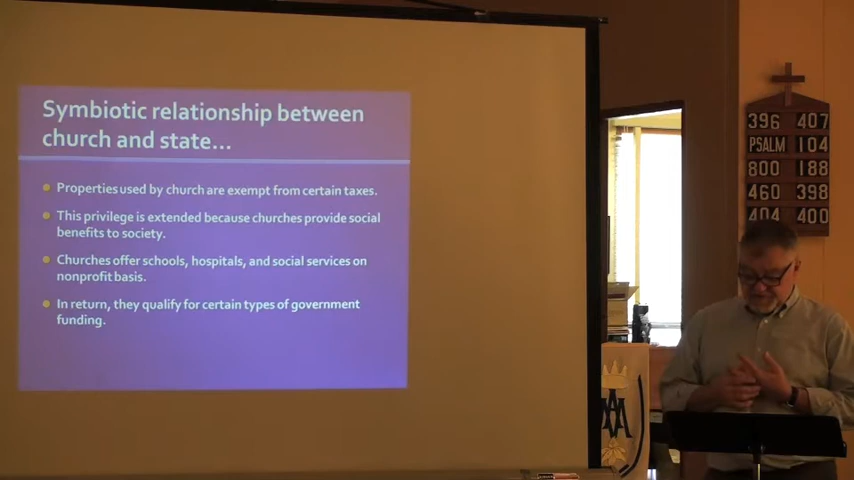 Symbiotic relationship between
church and state...
Properties used by church are exempt from certain taxes.
This privilege is extended because churches provide social
benefits to society.
Churches offer schools, hospitals, and social services on
nonprofit basis.
In return, they qualify for certain types of government
funding.
396 407
PSALM 104
800 188
460 398
404 400